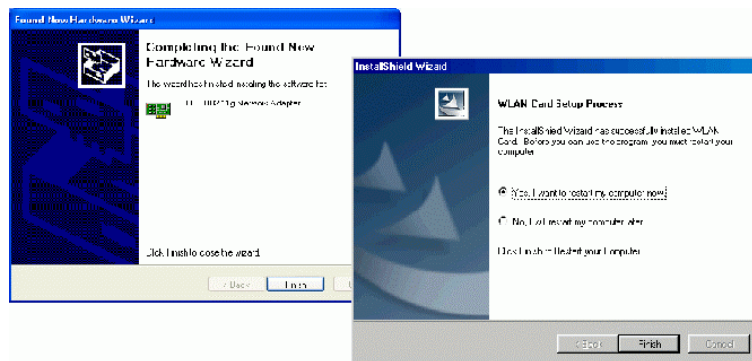 Found New Hardware Wizard
Completing the Found New
Hardware Wizard
The wizard has finished installing the software for:
802.11g Network Adapter
Click Finish to close the wizard.
< Back
Finish
InstallShield Wizard
WLAN Card Setup Process
The InstallShield Wizard has successfully installed WLAN
Card. Before you can use the program, you must restart your
computer.
Yes, I want to restart my computer now.
No, I will restart my computer later.
Click Finish to Restart your Computer.
< Back
Finish
Cancel